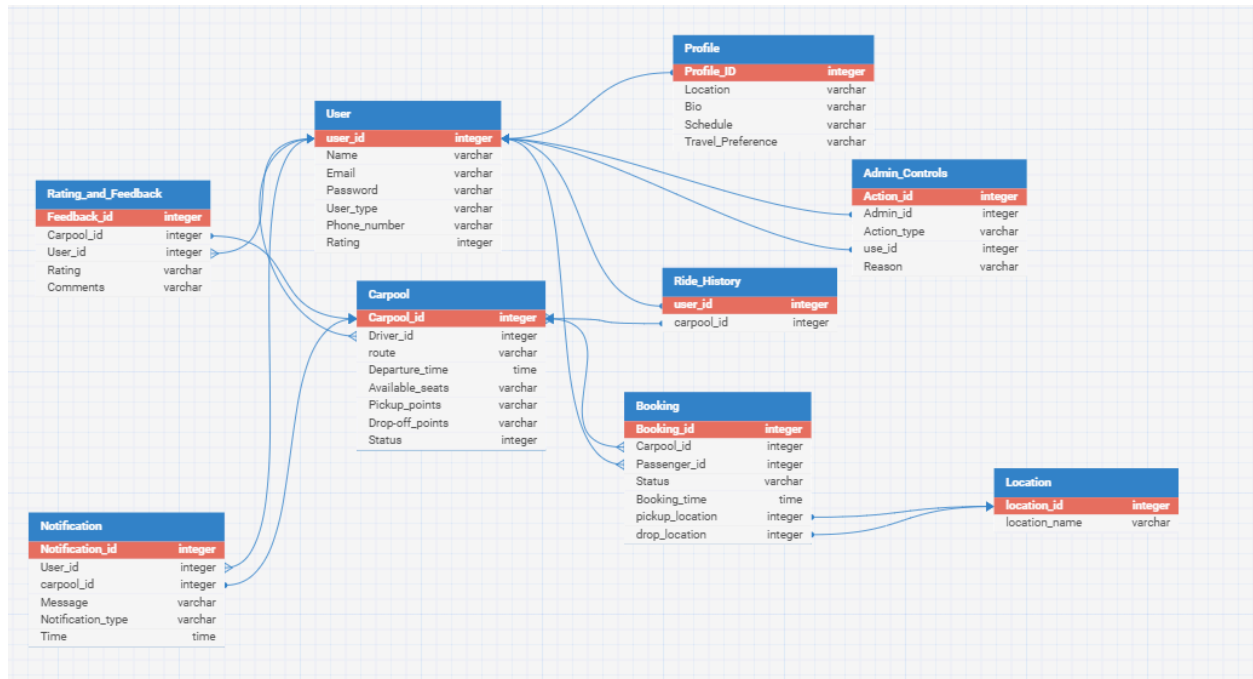 Profile
Profile_ID integer
Location varchar
Bio varchar
Schedule varchar
Travel_Preference varchar
User
user_id integer
Name varchar
Email varchar
Password varchar
User_type varchar
Phone_number varchar
Rating integer
Admin_Controls
Action_id integer
Admin_id integer
Action_type varchar
use_id integer
Reason varchar
Rating_and_Feedback
Feedback_id integer
Carpool_id integer
User_id integer
Rating varchar
Comments varchar
Ride_History
user_id integer
carpool_id integer
Carpool
Carpool_id integer
Driver_id integer
route varchar
Departure_time time
Available_seats varchar
Pickup_points varchar
Drop-off_points varchar
Status integer
Booking
Booking_id integer
Carpool_id integer
Passenger_id integer
Status varchar
Booking_time time
pickup_location integer
drop_location integer
Location
location_id integer
location_name varchar
Notification
Notification_id integer
User_id integer
carpool_id integer
Message varchar
Notification_type varchar
Time time